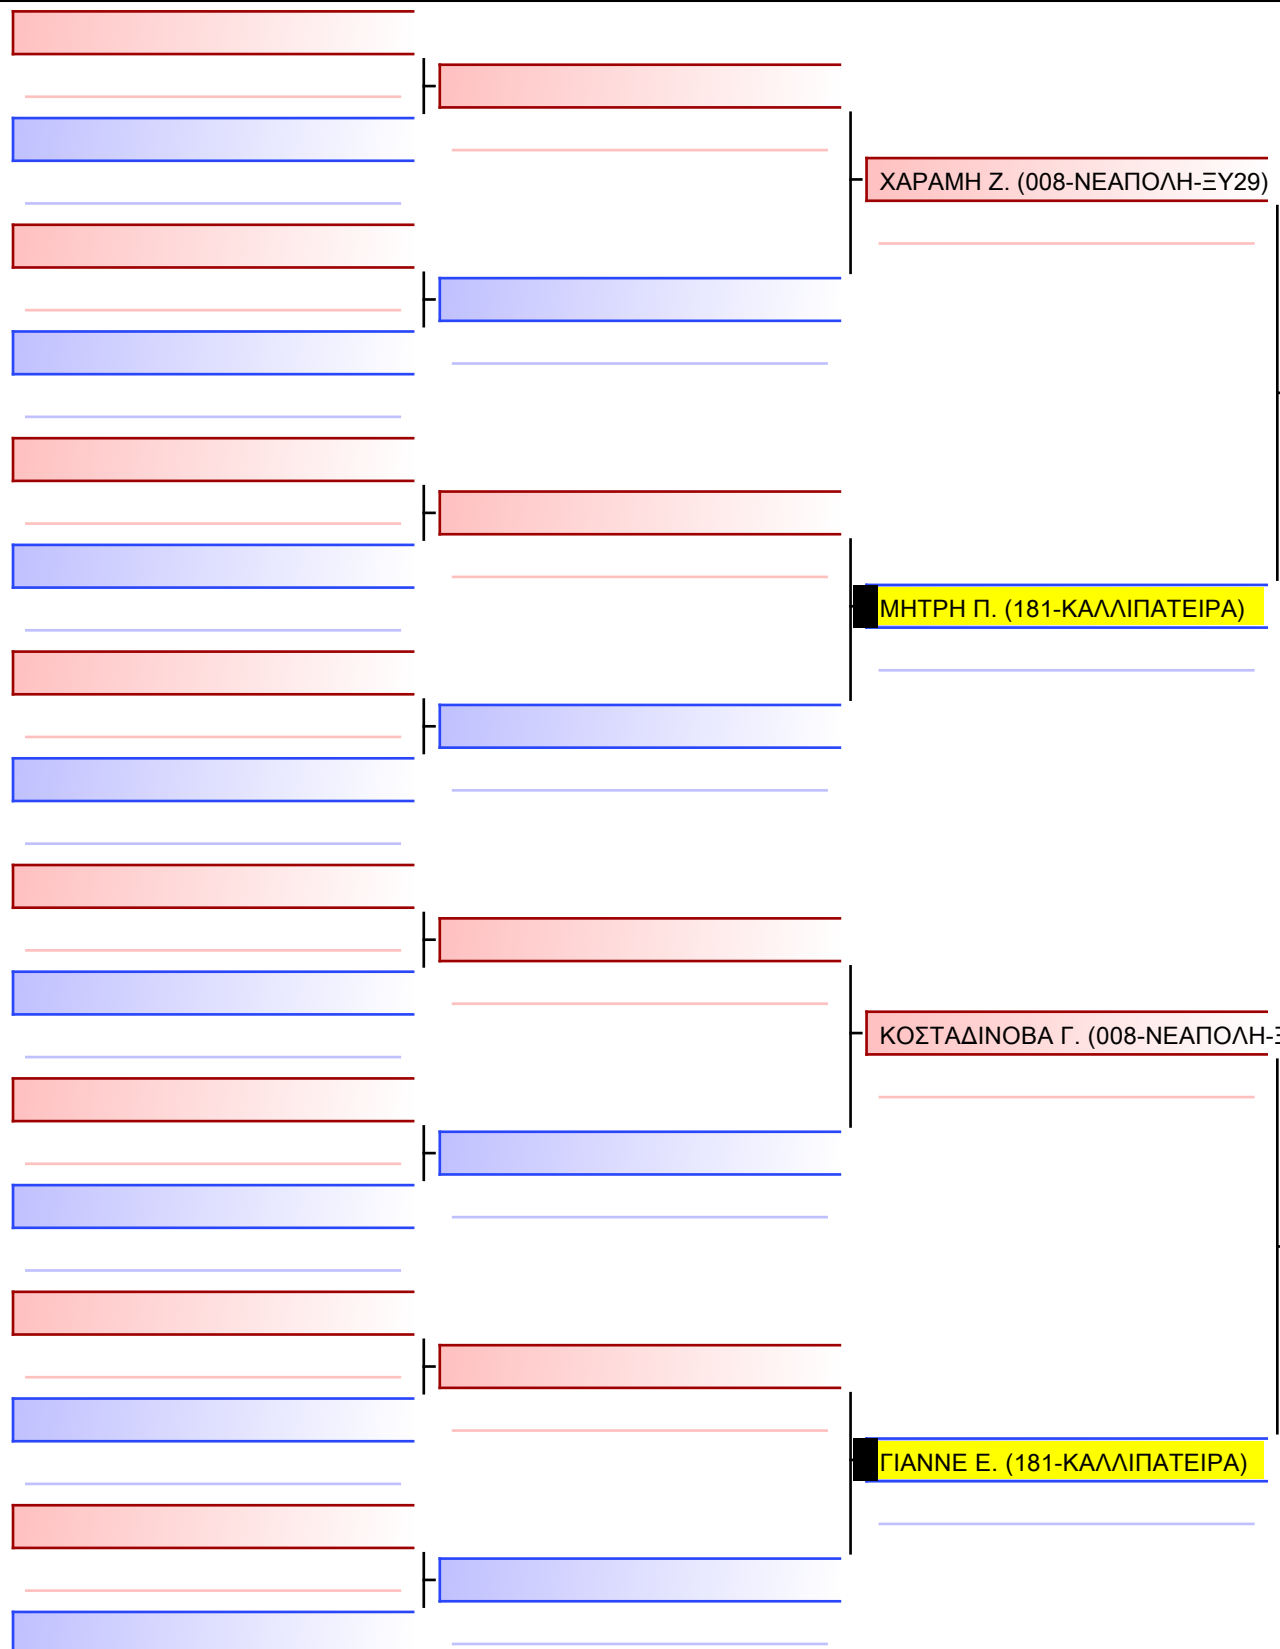 ΧΑΡΑΜΗ Ζ. (008-ΝΕΑΠΟΛΗ-ΞΥ29)
ΜΗΤΡΗ Π. (181-ΚΑΛΛΙΠΑΤΕΙΡΑ)
ΚΟΣΤΑΔΙΝΟΒΑ Γ. (008-ΝΕΑΠΟΛΗ-Ξ
ΓΙΑΝΝΕ Ε. (181-ΚΑΛΛΙΠΑΤΕΙΡΑ)